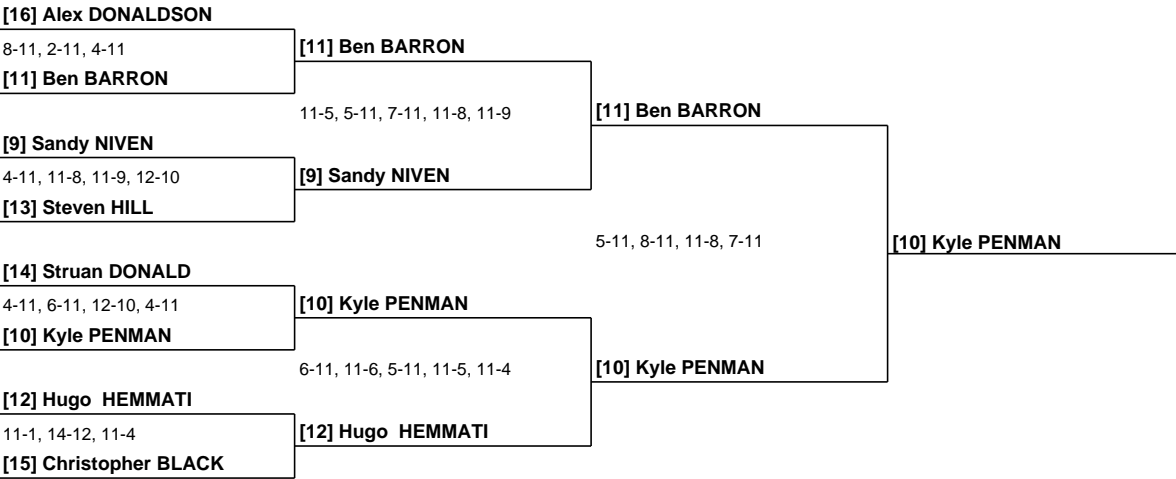 [16] Alex DONALDSON
8-11, 2-11, 4-11
[11] Ben BARRON
[11] Ben BARRON
11-5, 5-11, 7-11, 11-8, 11-9
[11] Ben BARRON
[9] Sandy NIVEN
4-11, 11-8, 11-9, 12-10
[9] Sandy NIVEN
[13] Steven HILL
5-11, 8-11, 11-8, 7-11
[10] Kyle PENMAN
[14] Struan DONALD
4-11, 6-11, 12-10, 4-11
[10] Kyle PENMAN
[10] Kyle PENMAN
6-11, 11-6, 5-11, 11-5, 11-4
[10] Kyle PENMAN
[12] Hugo  HEMMATI
11-1, 14-12, 11-4
[12] Hugo  HEMMATI
[15] Christopher BLACK